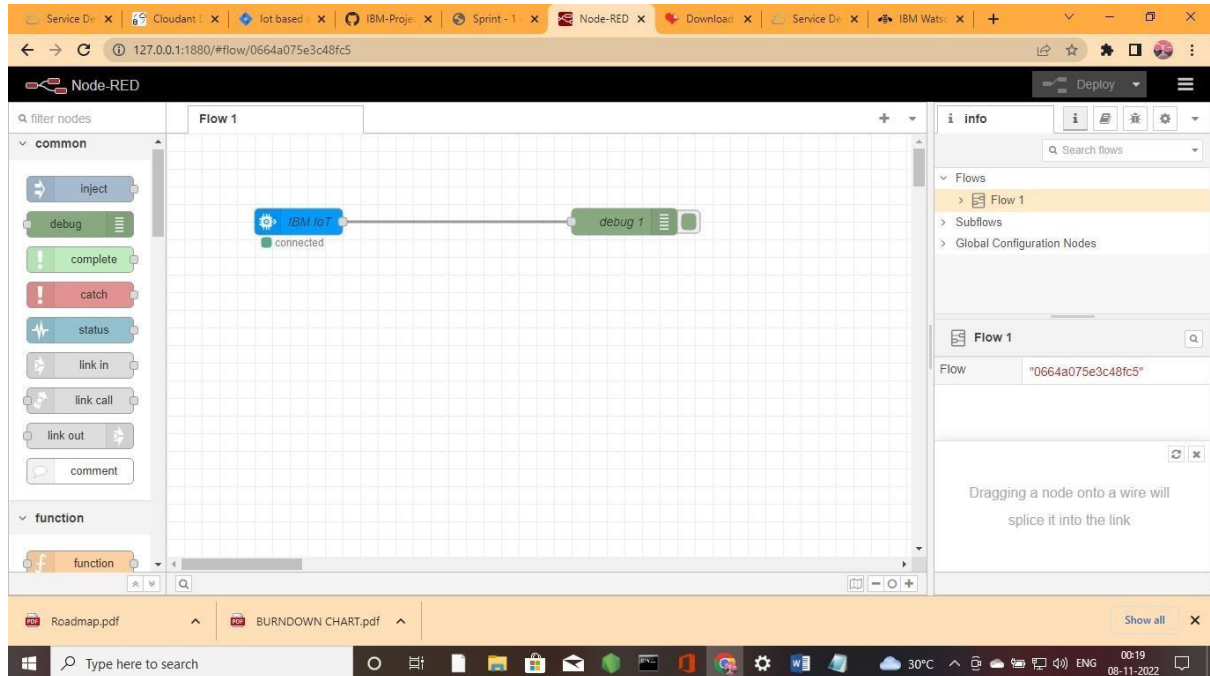 Service De
Cloudant
Iot based
IBM-Proje
Sprint - 1
Node-RED
Download
Service De
IBM Wats
127.0.0.1:1880/#flow/0664a075e3c48fc5
Node-RED
Deploy
filter nodes
Flow 1
i info
Search flows
common
inject
debug
complete
catch
status
link in
link call
link out
comment
function
function
IBM IoT
connected
debug 1
Flows
Flow 1
Subflows
Global Configuration Nodes
Flow 1
Flow "0664a075e3c48fc5"
Dragging a node onto a wire will
splice it into the link
Roadmap.pdf
BURNDOWN CHART.pdf
Show all
Type here to search
30°C
ENG
00:19
08-11-2022